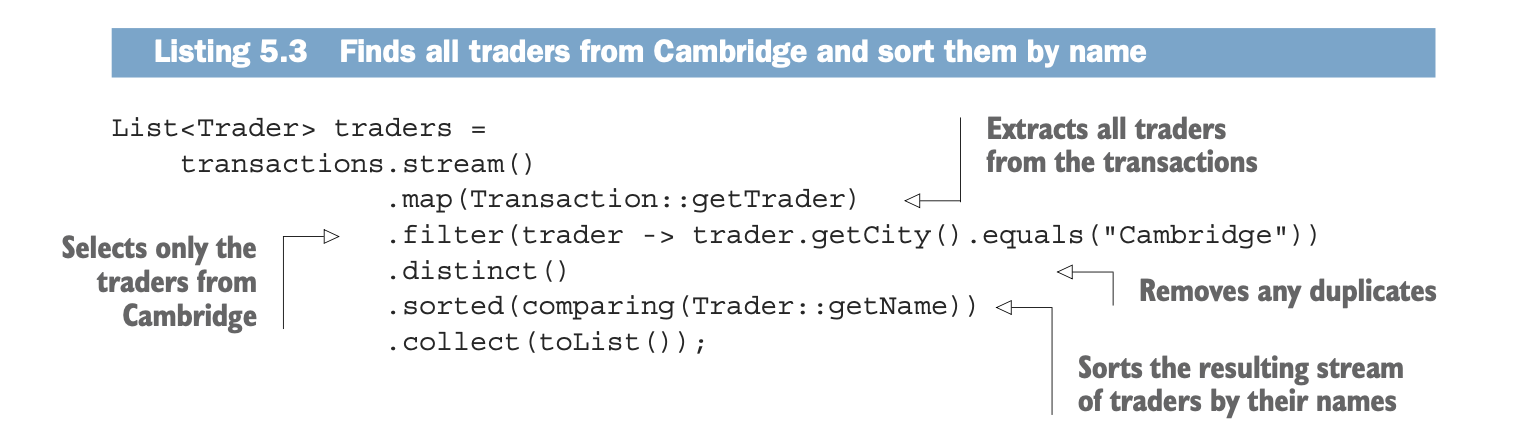 Listing 5.3 Finds all traders from Cambridge and sort them by name
List<Trader> traders =
transactions.stream()
.map(Transaction::getTrader)
Extracts all traders
from the transactions
.filter(trader -> trader.getCity().equals("Cambridge"))
Selects only the
traders from
Cambridge
.distinct()
Removes any duplicates
.sorted(comparing(Trader::getName))
Sorts the resulting stream
of traders by their names
.collect(toList());